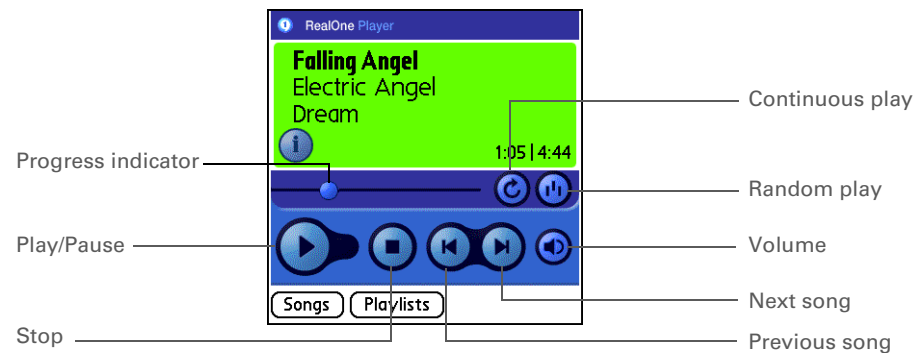 RealOne Player
Falling Angel
Electric Angel
Dream
1:05 | 4:44
Continuous play
Progress indicator
Random play
Play/Pause
Volume
Songs
Playlists
Next song
Stop
Previous song